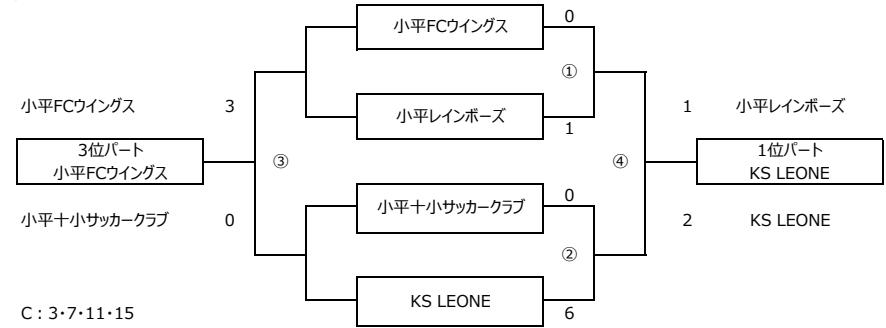 小平FCウイングス 0
①
小平FCウイングス 3
小平レインボーズ 1
1 小平レインボーズ
3位パート
小平FCウイングス
③
④
1位パート
KS LEONE
小平十小サッカークラブ 0
小平十小サッカークラブ 0
2 KS LEONE
②
KS LEONE 6
C：3・7・11・15